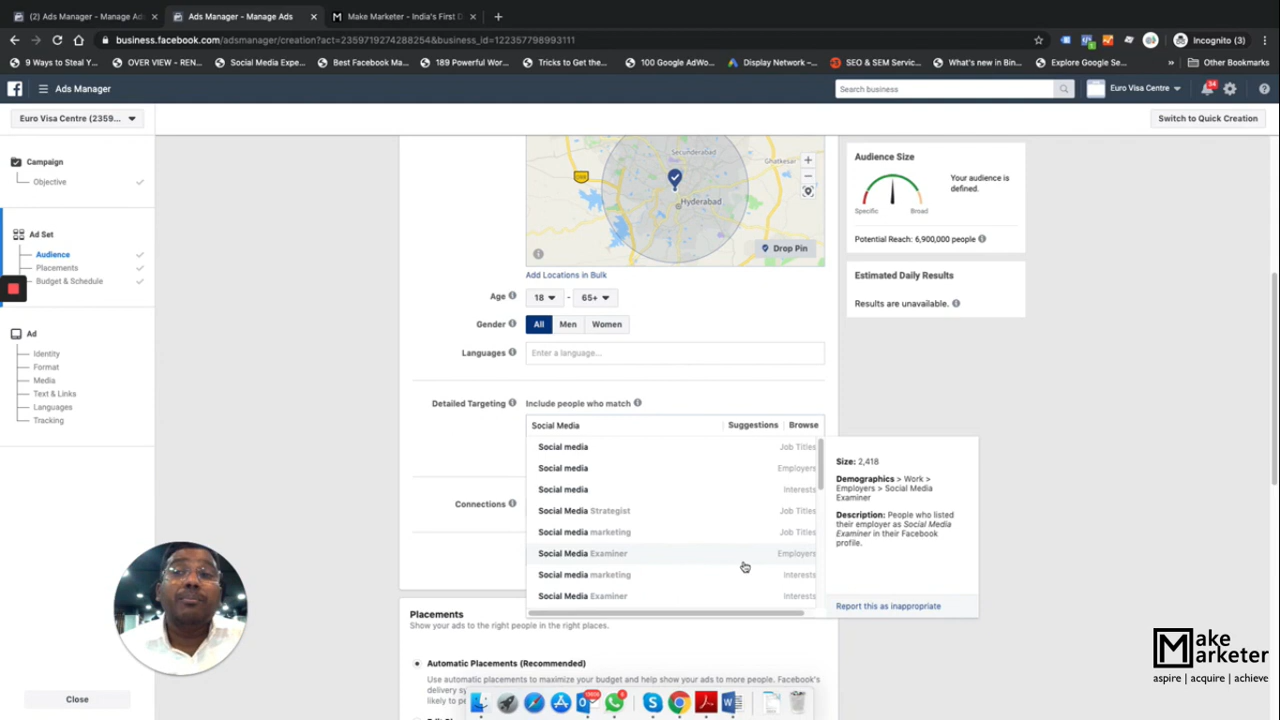 (2) Ads Manager - Manage Ads
Ads Manager - Manage Ads
Make Marketer - India's First D
business.facebook.com/adsmanager/creation?act=2359719274288254&business_id=122357798993111
Incognito (3)
9 Ways to Steal Y...
OVER VIEW - REN...
Social Media Expe...
Best Facebook Ma...
189 Powerful Wor...
Tricks to Get the...
100 Google AdWo...
Display Network -...
SEO & SEM Servic...
What's new in Bin...
Explore Google Se...
»
Other Bookmarks
Ads Manager
Search business
Euro Visa Centre
34
Euro Visa Centre (2359...
Switch to Quick Creation
Campaign
Objective
Ad Set
Audience
Placements
Budget & Schedule
Ad
Identity
Format
Media
Text & Links
Languages
Tracking
Close
Secunderabad
Ghatkesar
Hyderabad
Drop Pin
Add Locations in Bulk
Age
18
-
65+
Gender
All
Men
Women
Languages
Enter a language...
Detailed Targeting
Include people who match
Social Media
Suggestions
Browse
Social media Job Titles
Social media Employers
Social media Interests
Social Media Strategist Job Titles
Social Media marketing Job Titles
Social Media Examiner Employers
Social media marketing Interests
Social Media Examiner Interests
Connections
Size: 2,418
Demographics > Work >
Employers > Social Media
Examiner
Description: People who listed
their employer as Social Media
Examiner in their Facebook
profile.
Report this as inappropriate
Audience Size
Your audience is
defined.
Specific
Broad
Potential Reach: 6,900,000 people
Estimated Daily Results
Results are unavailable.
Placements
Show your ads to the right people in the right places.
Automatic Placements (Recommended)
Use automatic placements to maximize your budget and help show your ads to more people. Facebook's
delivery sy
likely to pe
Make
Marketer
aspire | acquire | achieve